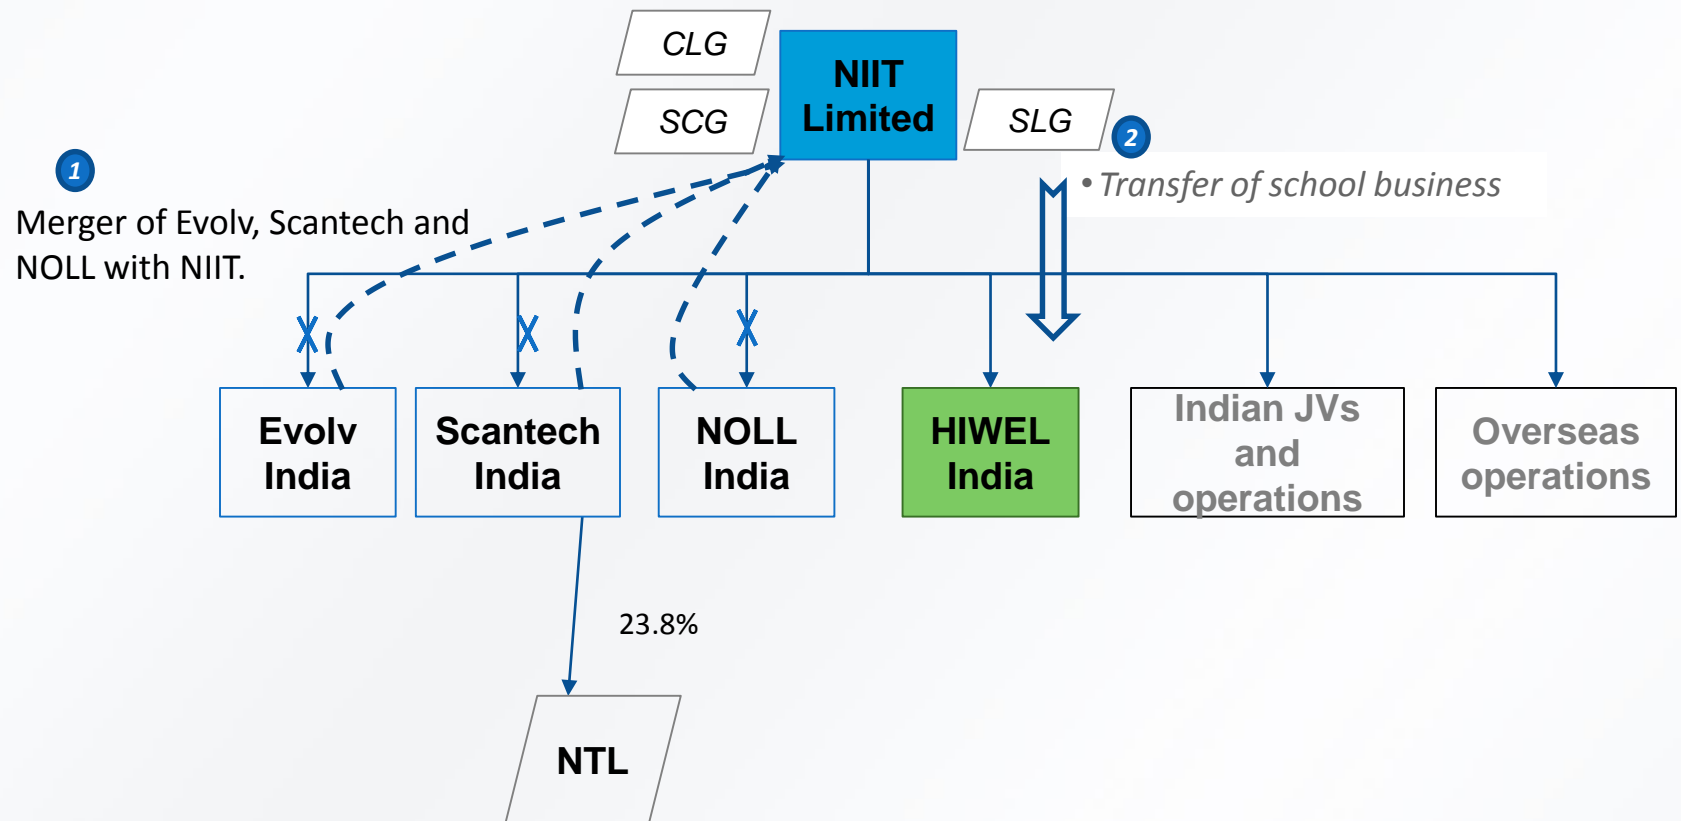 CLG
NIIT
Limited
SCG
SLG
2
1
• Transfer of school business
Merger of Evolv, Scantech and
NOLL with NIIT.
Evolv
India
Scantech
India
NOLL
India
HIWEL
India
Indian JVs
and
operations
Overseas
operations
23.8%
NTL